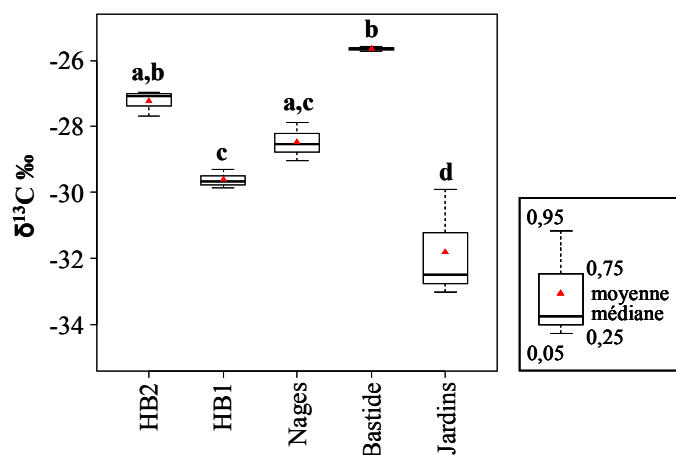 δ13C ‰
-26
-28
-30
-32
-34
a,b
c
a,c
b
d
HB2
HB1
Nages
Bastide
Jardins
0,95
0,75
moyenne
médiane
0,25
0,05